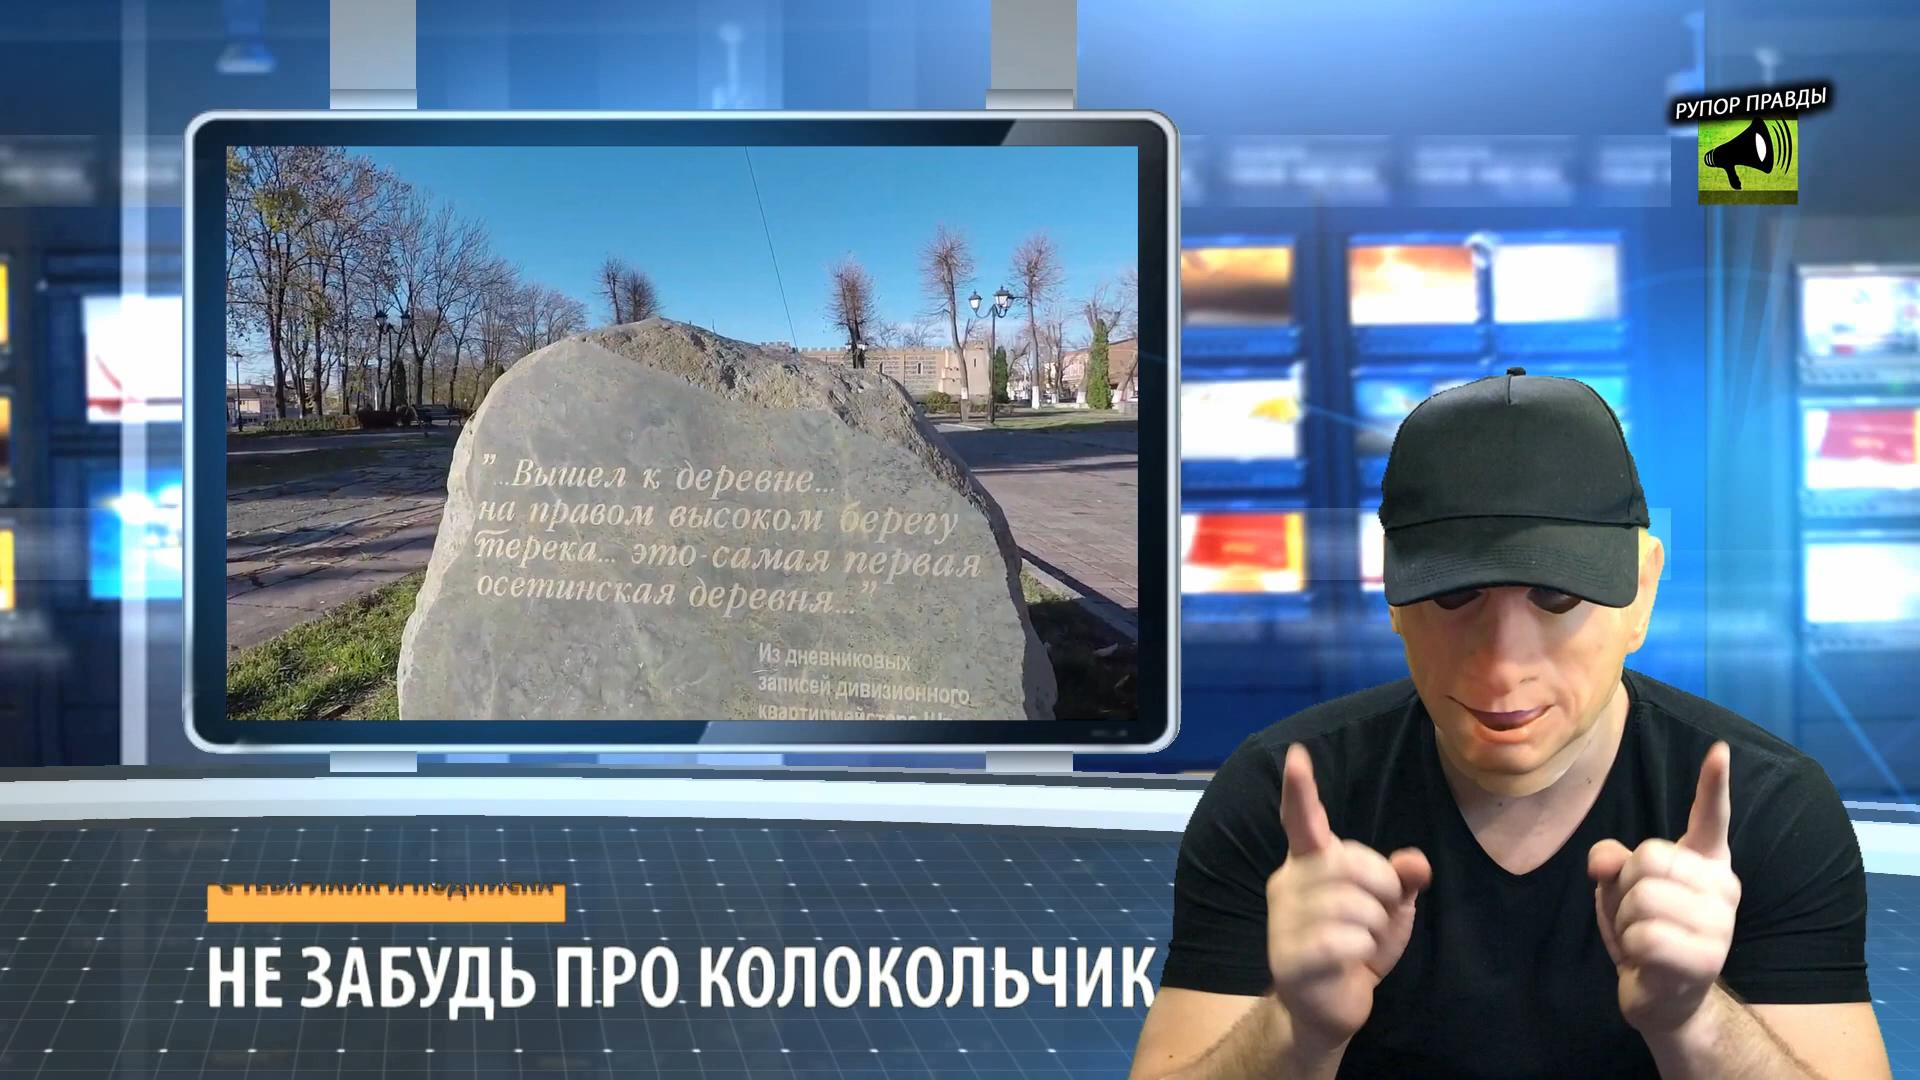 РУПОР ПРАВДЫ
"...Вышел к деревне...
на правом высоком берегу
терека... это-самая первая
осетинская деревня..."
Из дневниковых
записей дивизионного
квартирмейстера
НЕ ЗАБУДЬ ПРО КОЛОКОЛЬЧИК